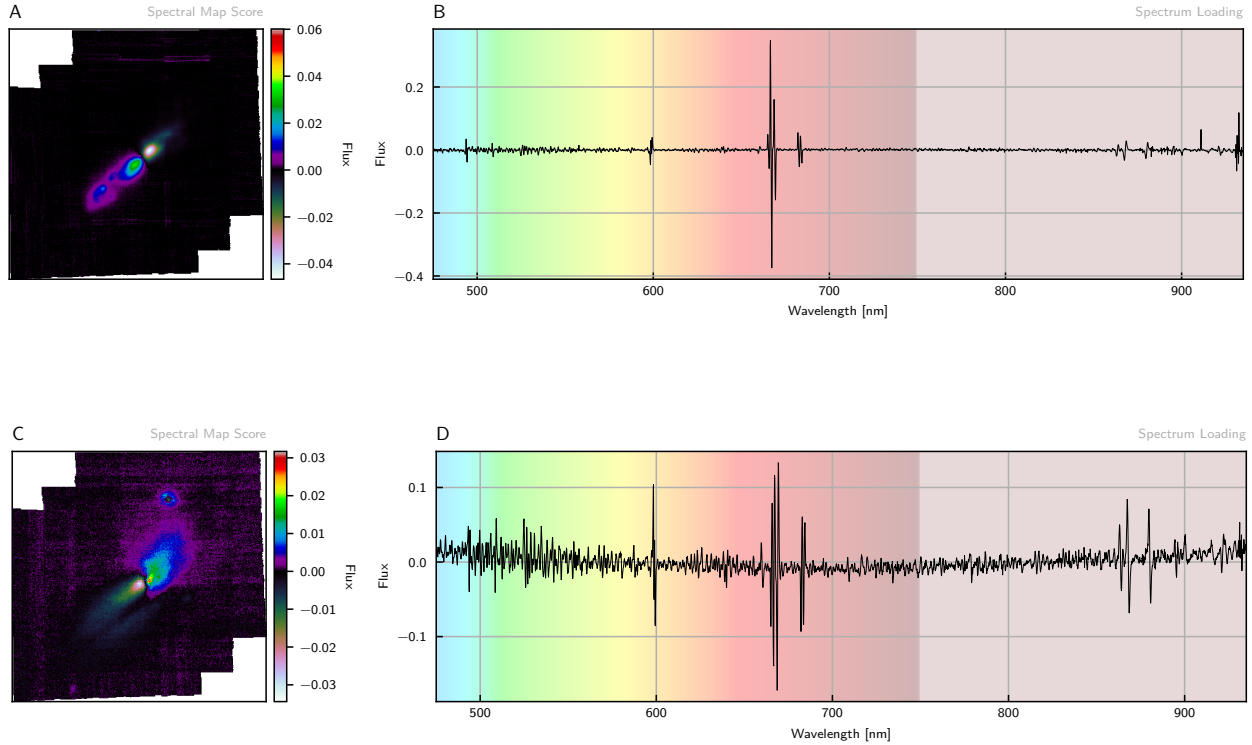 A
Spectral Map Score
0.06
0.04
0.02
0.00
−0.02
−0.04
Flux
B
Spectrum Loading
Flux
0.2
0.0
−0.2
−0.4
500
600
700
800
900
Wavelength [nm]
C
Spectral Map Score
0.03
0.02
0.01
0.00
−0.01
−0.02
−0.03
Flux
D
Spectrum Loading
Flux
0.1
0.0
−0.1
500
600
700
800
900
Wavelength [nm]